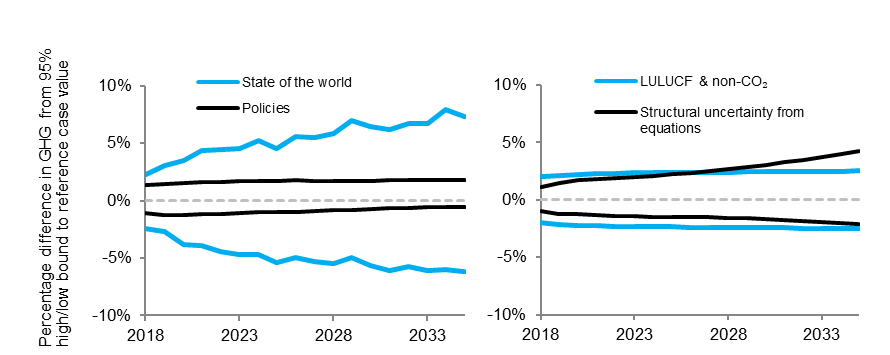 Percentage difference in GHG from 95%
high/low bound to reference case value
10%
5%
0%
-5%
-10%
2018
2023
2028
2033
State of the world
Policies
10%
5%
0%
-5%
-10%
2018
2023
2028
2033
LULUCF & non-CO₂
Structural uncertainty from
equations